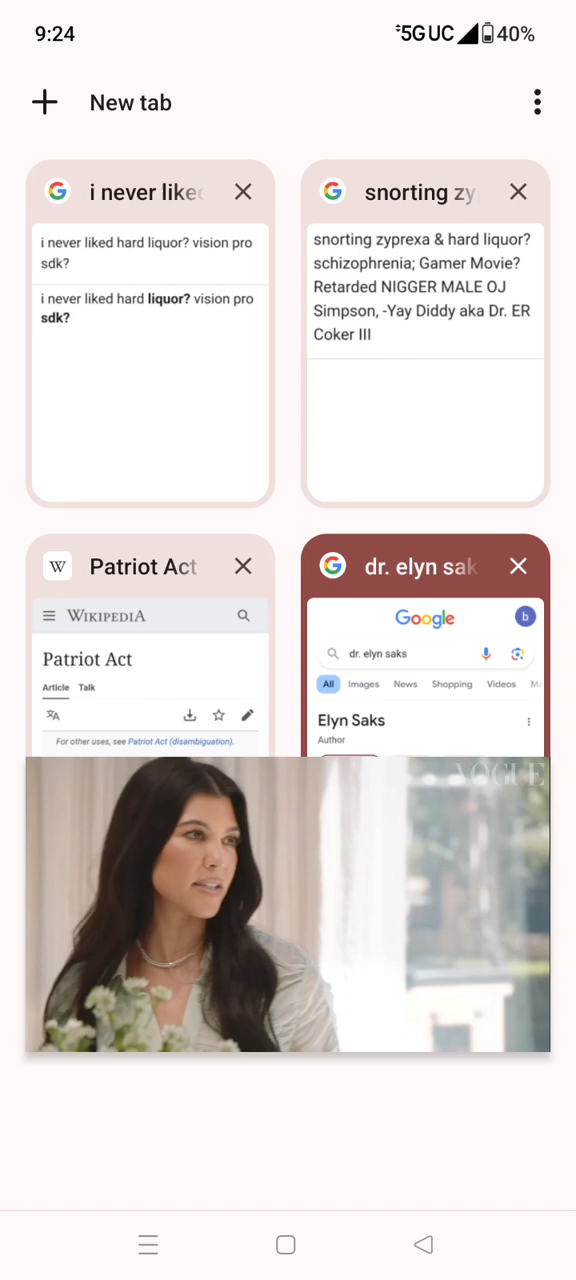 9:24
5G UC 40%
New tab
i never like
i never liked hard liquor? vision pro
sdk?
i never liked hard liquor? vision pro
sdk?
snorting zy
snorting zyprexa & hard liquor?
schizophrenia; Gamer Movie?
Retarded NIGGER MALE OJ
Simpson, -Yay Diddy aka Dr. ER
Coker III
Patriot Act
W
WIKIPEDIA
Patriot Act
Article Talk
For other uses, see Patriot Act (disambiguation).
dr. elyn sak
Google
b
dr. elyn saks
All Images News Shopping Videos
Elyn Saks
Author
VOGUE